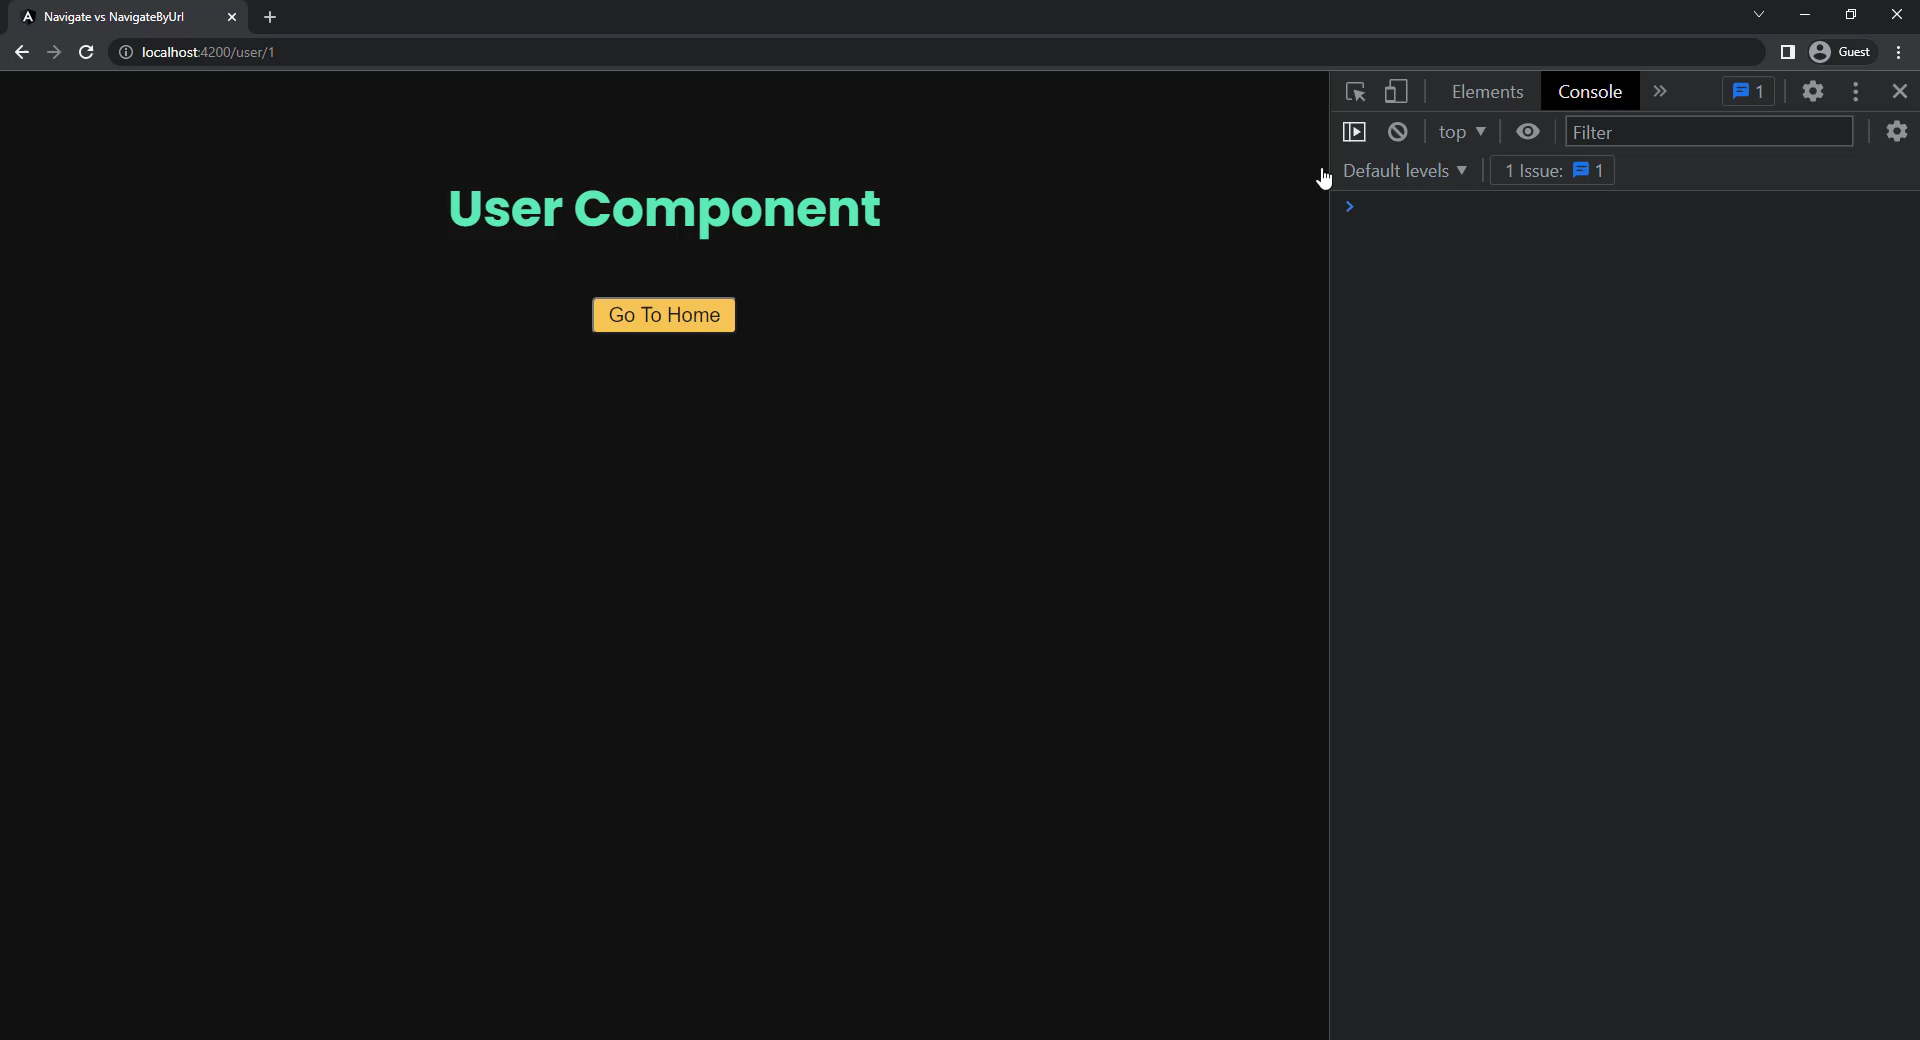 Navigate vs NavigateByUrl
localhost:4200/user/1
Guest
Elements
Console
1
top
Filter
Default levels
1 Issue: 1
User Component
Go To Home